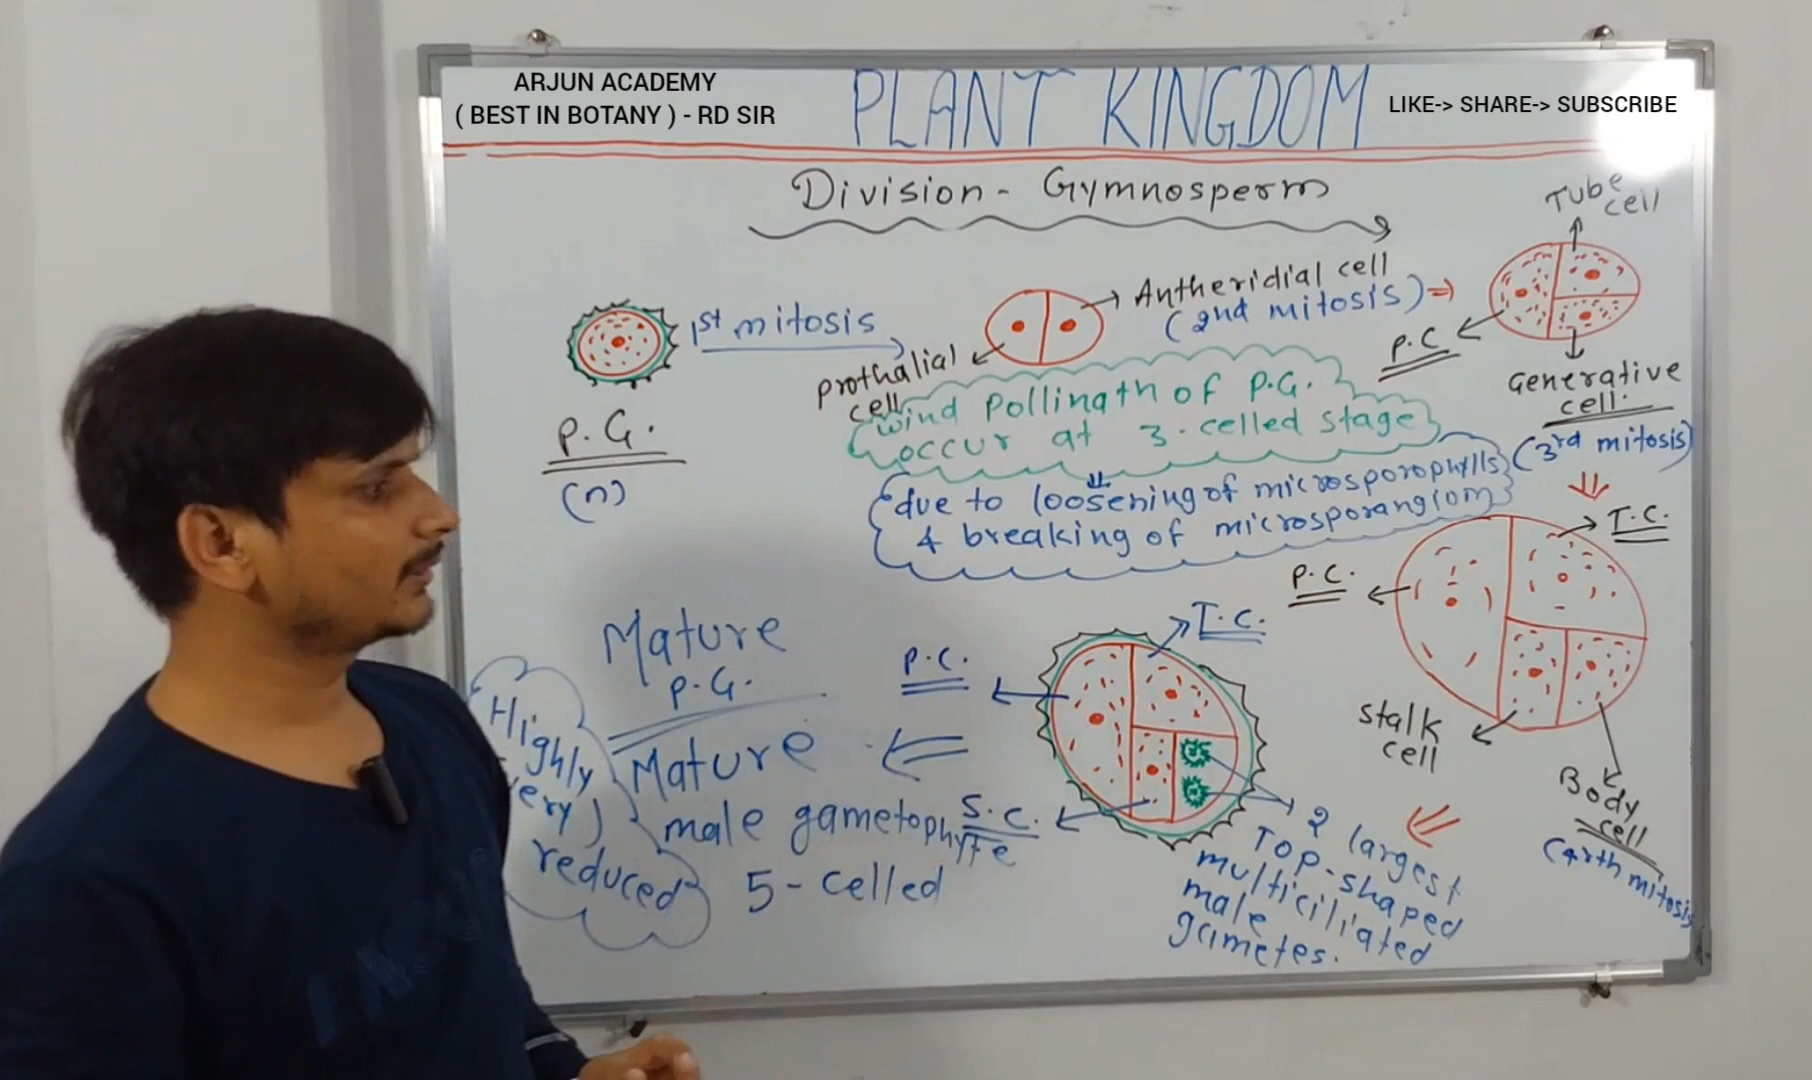 ARJUN ACADEMY
( BEST IN BOTANY ) - RD SIR
PLANT KINGDOM
LIKE-> SHARE-> SUBSCRIBE
Division - Gymnosperm
Tube
cell
1st mitosis
Antheridial cell
(2nd mitosis)
prothalial
cell
P.C
Generative
cell.
(3rd mitosis)
P.G.
(n)
wind pollinatn of P.G.
occur at 3-celled stage
due to loosening of microsporophylls
& breaking of microsporangiom
T.C.
P.C.
stalk
cell
Body
cell
(4th mitosis
T.C.
P.C.
S.C.
2 largest
Top-shaped
multiciliated
male
gametes.
Mature
P.G.
Mature
male gametophyte
5-celled
Highly
reduced